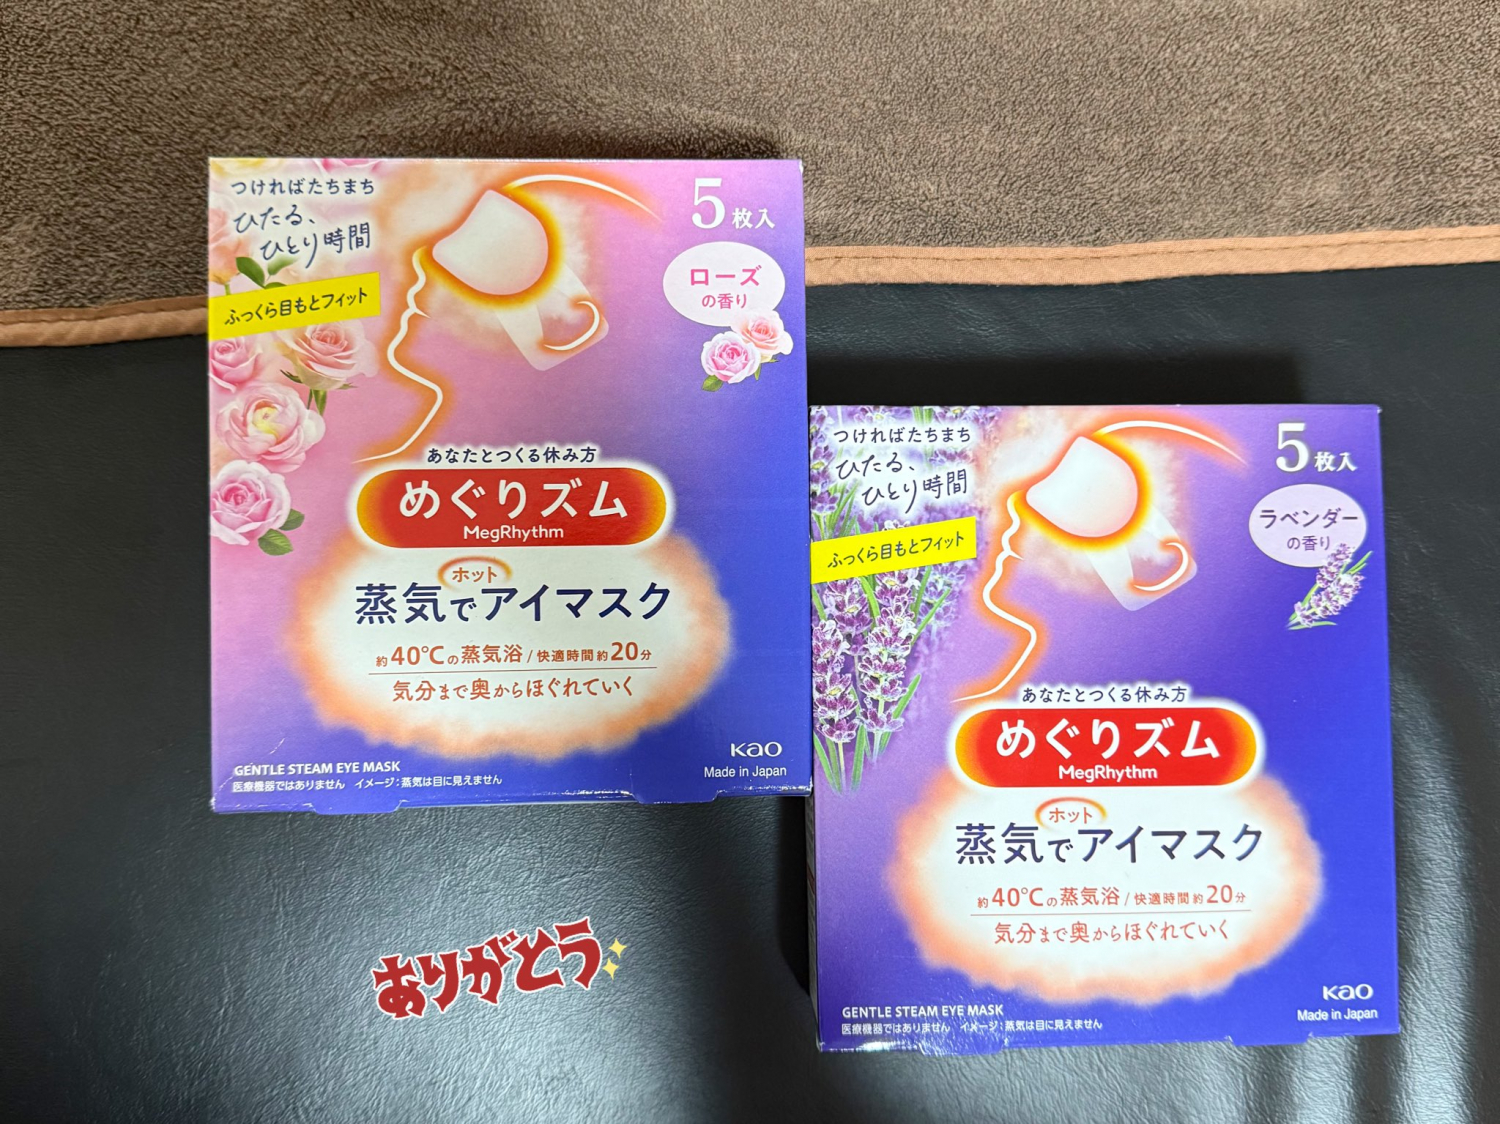 つければたちまち
ひたる、
ひとり時間
ふっくら目もとフィット
5枚入
ローズ
の香り
あなたとつくる休み方
めぐりズム
MegRhythm
ホット
蒸気でアイマスク
約40℃の蒸気浴/快適時間約20分
気分まで奥からほぐれていく
Kao
Made in Japan
GENTLE STEAM EYE MASK
医療機器ではありません イメージ:蒸気は目に見えません
つければたちまち
ひたる、
ひとり時間
ふっくら目もとフィット
5枚入
ラベンダー
の香り
あなたとつくる休み方
めぐりズム
MegRhythm
ホット
蒸気でアイマスク
約40℃の蒸気浴/快適時間約20分
気分まで奥からほぐれていく
Kao
Made in Japan
GENTLE STEAM EYE MASK
医療機器ではありません イメージ:蒸気は目に見えません
ありがとう